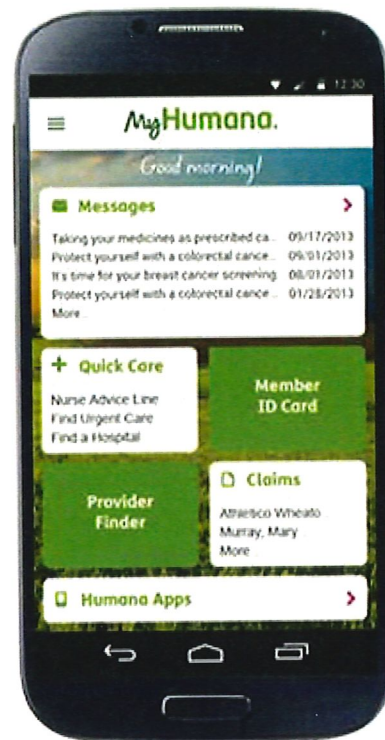 12:30
MyHumana.
Good morning!
Messages
Taking your medicines as prescribed ca... 09/17/2013
Protect yourself with a colorectal cance... 09/01/2013
It's time for your breast cancer screening. 08/01/2013
Protect yourself with a colorectal cance... 01/28/2013
More...
Quick Care
Nurse Advice Line
Find Urgent Care
Find a Hospital
Member
ID Card
Provider
Finder
Claims
Athletico Wheato
Murray, Mary
More...
Humana Apps